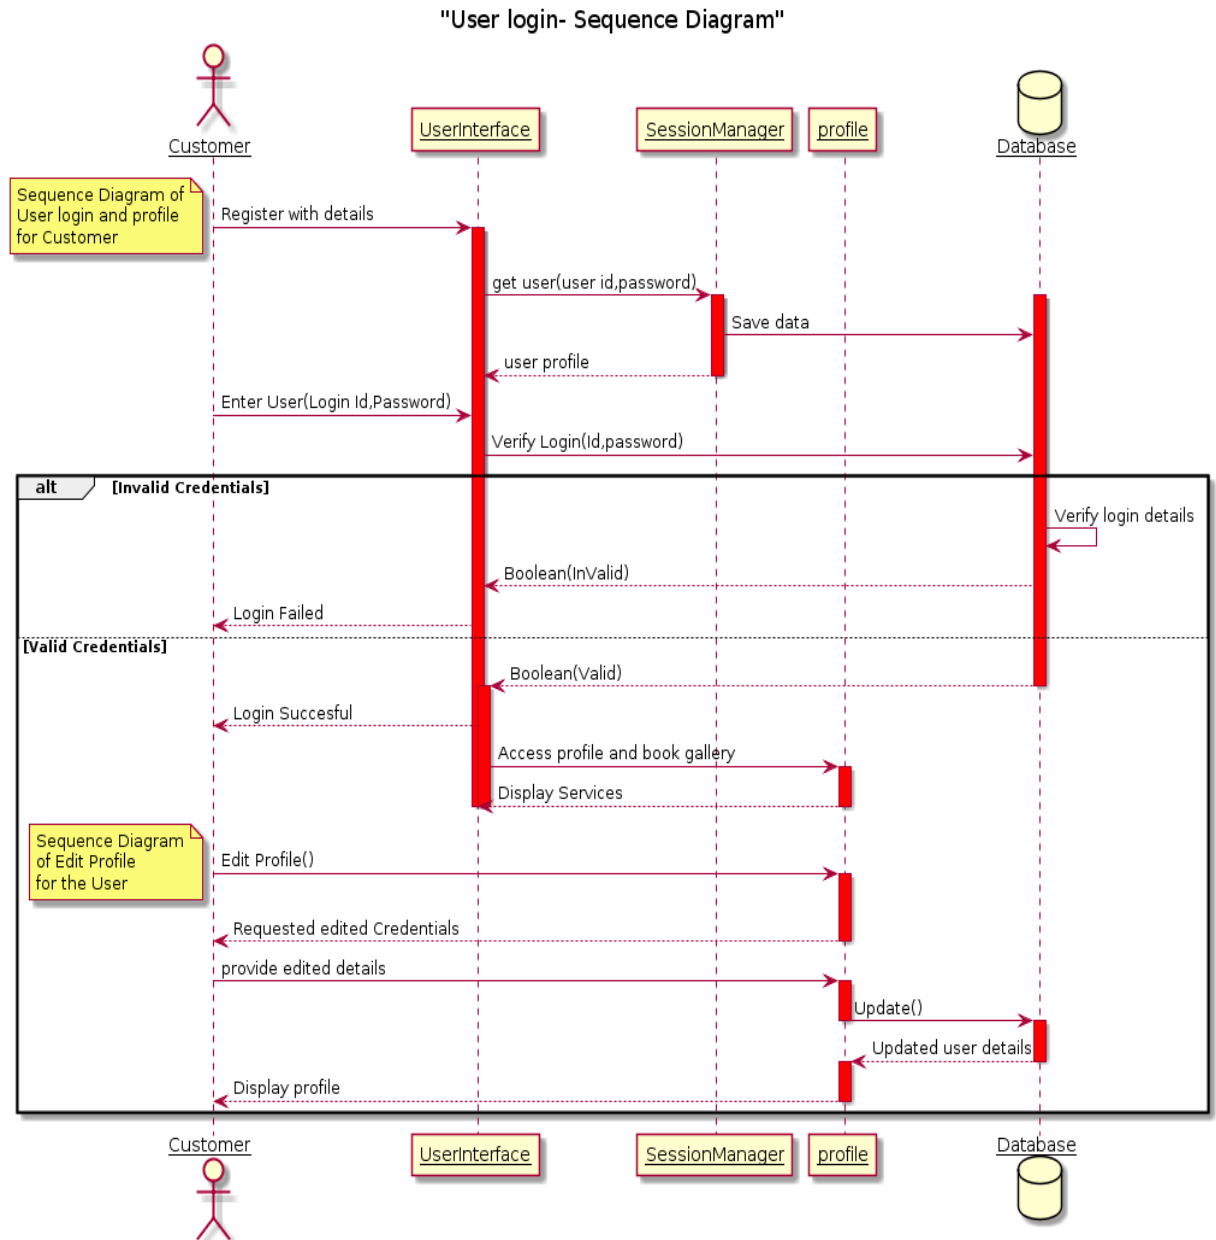 "User login- Sequence Diagram"
Customer
UserInterface
SessionManager
profile
Database
Sequence Diagram of
User login and profile
for Customer
Register with details
get user(user id,password)
Save data
user profile
Enter User(Login Id,Password)
Verify Login(Id,password)
alt
[Invalid Credentials]
Verify login details
Boolean(InValid)
Login Failed
[Valid Credentials]
Boolean(Valid)
Login Succesful
Access profile and book gallery
Display Services
Sequence Diagram
of Edit Profile
for the User
Edit Profile()
Requested edited Credentials
provide edited details
Update()
Updated user details
Display profile
Customer
UserInterface
SessionManager
profile
Database